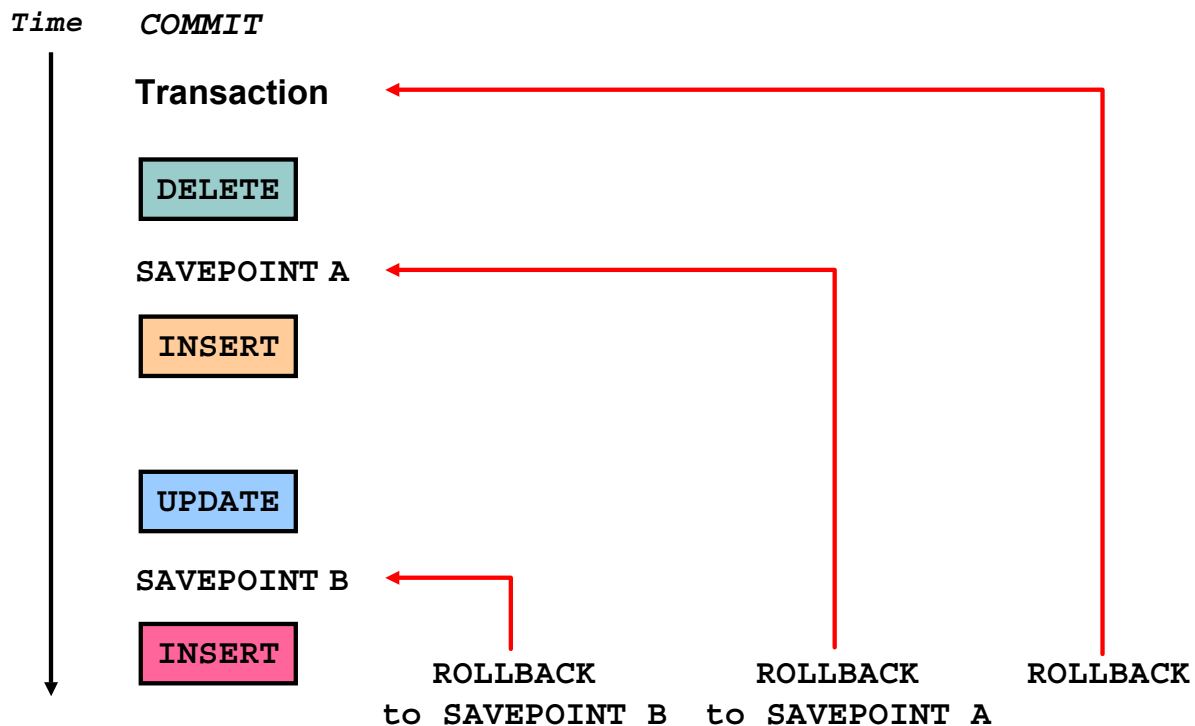 Time COMMIT
Transaction
DELETE
SAVEPOINT A
INSERT
UPDATE
SAVEPOINT B
INSERT
ROLLBACK
to SAVEPOINT B
ROLLBACK
to SAVEPOINT A
ROLLBACK